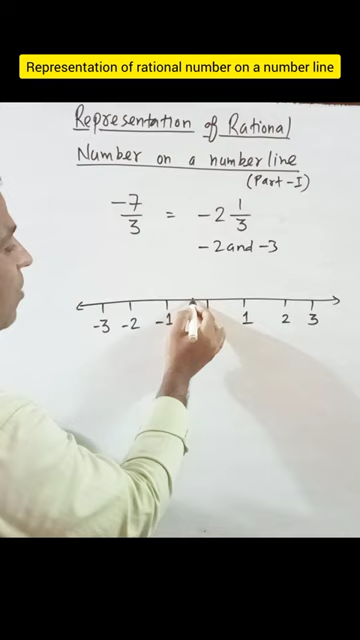 Representation of rational number on a number line
Representation of Rational
Number on a number line
(Part-I)
-7/3 = -2 1/3
-2 and -3
-3 -2 -1 1 2 3